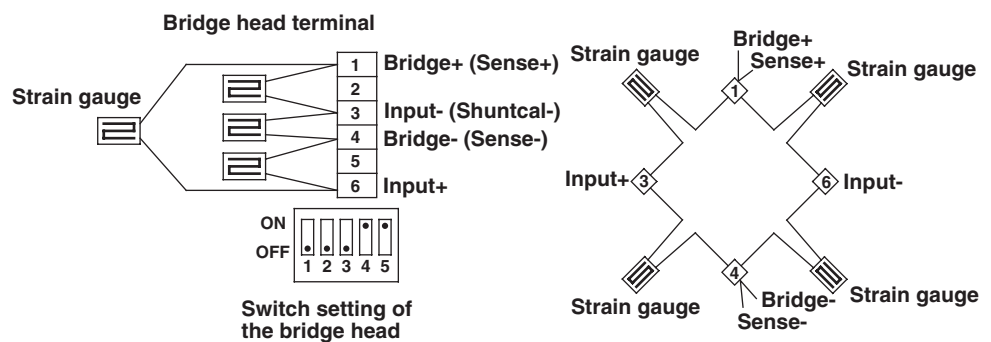 Bridge head terminal
Strain gauge
1 Bridge+ (Sense+)
2
3 Input- (Shuntcal-)
4 Bridge- (Sense-)
5
6 Input+
ON
OFF
1 2 3 4 5
Switch setting of
the bridge head
Bridge+
Sense+
Strain gauge
Strain gauge
1
Input+ 3
6 Input-
4
Strain gauge
Bridge-
Sense-
Strain gauge